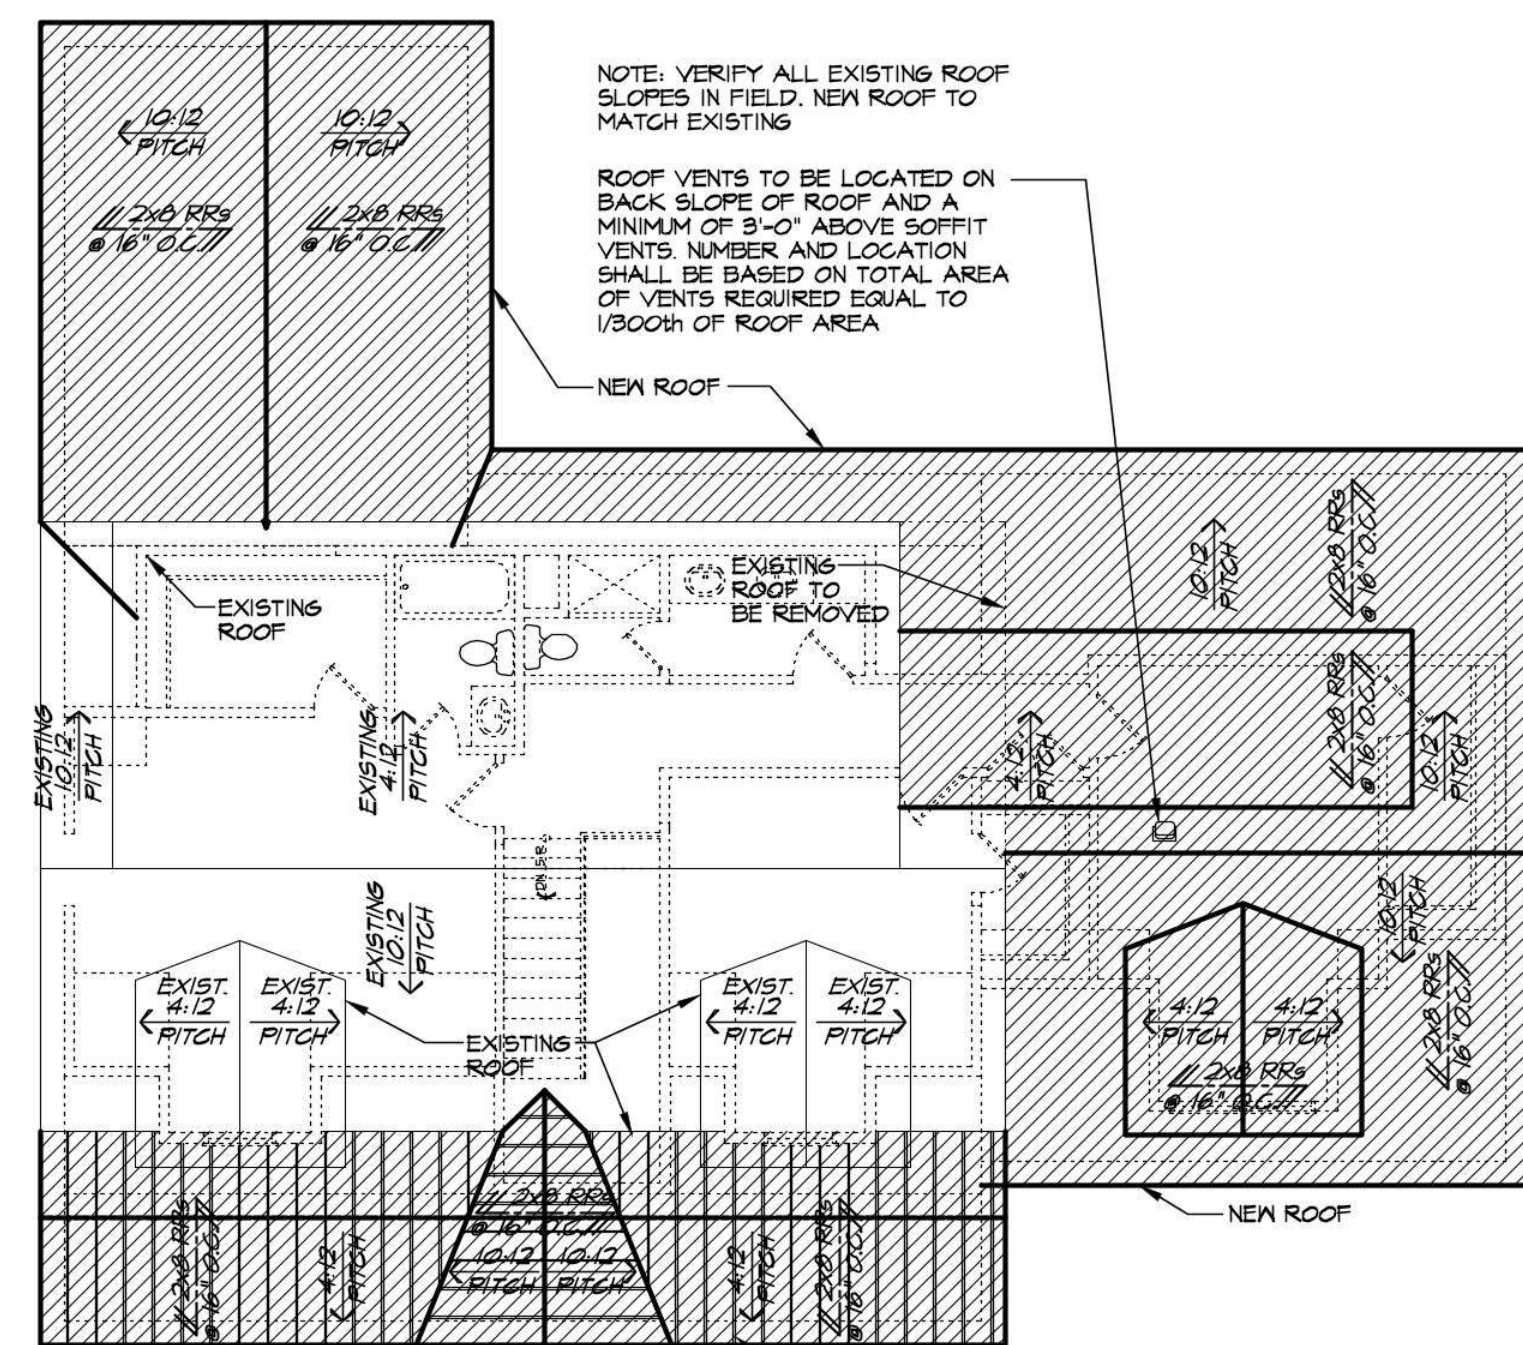 10:12
PITCH
10:12
PITCH
2x8 RRs
@ 16" O.C.
2x8 RRs
@ 16" O.C.
NOTE: VERIFY ALL EXISTING ROOF
SLOPES IN FIELD. NEW ROOF TO
MATCH EXISTING
ROOF VENTS TO BE LOCATED ON
BACK SLOPE OF ROOF AND A
MINIMUM OF 3'-0" ABOVE SOFFIT
VENTS. NUMBER AND LOCATION
SHALL BE BASED ON TOTAL AREA
OF VENTS REQUIRED EQUAL TO
1/300th OF ROOF AREA
NEW ROOF
10:12
PITCH
2x8 RRs
@ 16" O.C.
EXISTING
ROOF TO
BE REMOVED
EXISTING
ROOF
EXISTING
10:12
PITCH
EXISTING
4:12
PITCH
4:12
PITCH
2x8 RRs
@ 16" O.C.
10:12
PITCH
EXISTING
10:12
PITCH
10:12
PITCH
2x8 RRs
@ 16" O.C.
EXIST.
4:12
PITCH
EXIST.
4:12
PITCH
EXISTING
ROOF
EXIST.
4:12
PITCH
EXIST.
4:12
PITCH
4:12
PITCH
4:12
PITCH
2x8 RRs
@ 16" O.C.
NEW ROOF
2x8 RRs
@ 16" O.C.
4:12
PITCH
2x8 RRs
@ 16" O.C.
10:12
PITCH
10:12
PITCH
4:12
PITCH
2x8 RRs
@ 16" O.C.